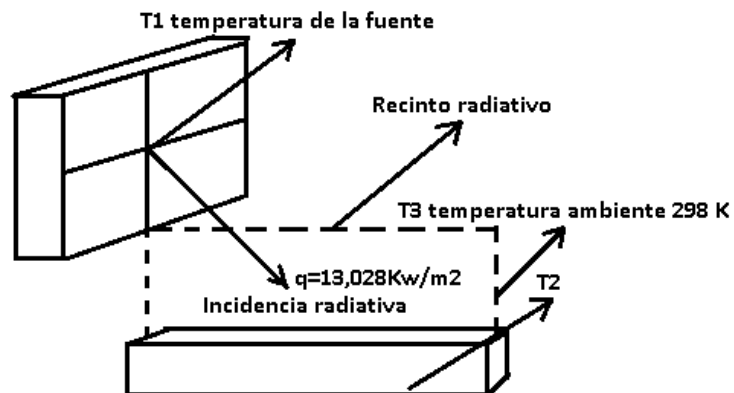 T1 temperatura de la fuente
Recinto radiativo
T3 temperatura ambiente 298 K
q=13,028Kw/m2
T2
Incidencia radiativa